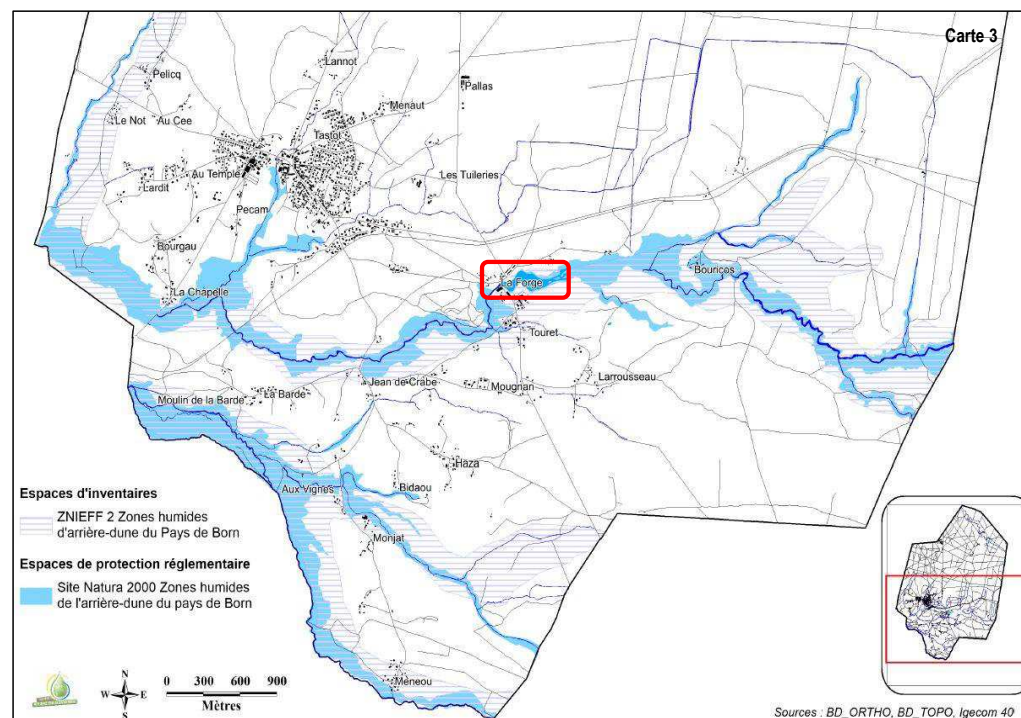 Carte 3
Lannot
Pelicq
Pallas
Menaut
Le Not
Au Cee
Tastot
Au Temple
Les Tuileries
Lardit
Pecam
Bourgau
Bouricos
La Forge
La Chapelle
Touret
Jean de Crabe
Mougnan
Larrousseau
La Barde
Moulin de la Barde
Haza
Aux Vignes
Bidaou
Monjat
Meneou
Espaces d'inventaires
ZNIEFF 2 Zones humides
d'arrière-dune du Pays de Born
Espaces de protection réglementaire
Site Natura 2000 Zones humides
de l'arrière-dune du pays de Born
N
W E
S
0 300 600 900
Mètres
Sources : BD_ORTHO, BD_TOPO, Igecom 40